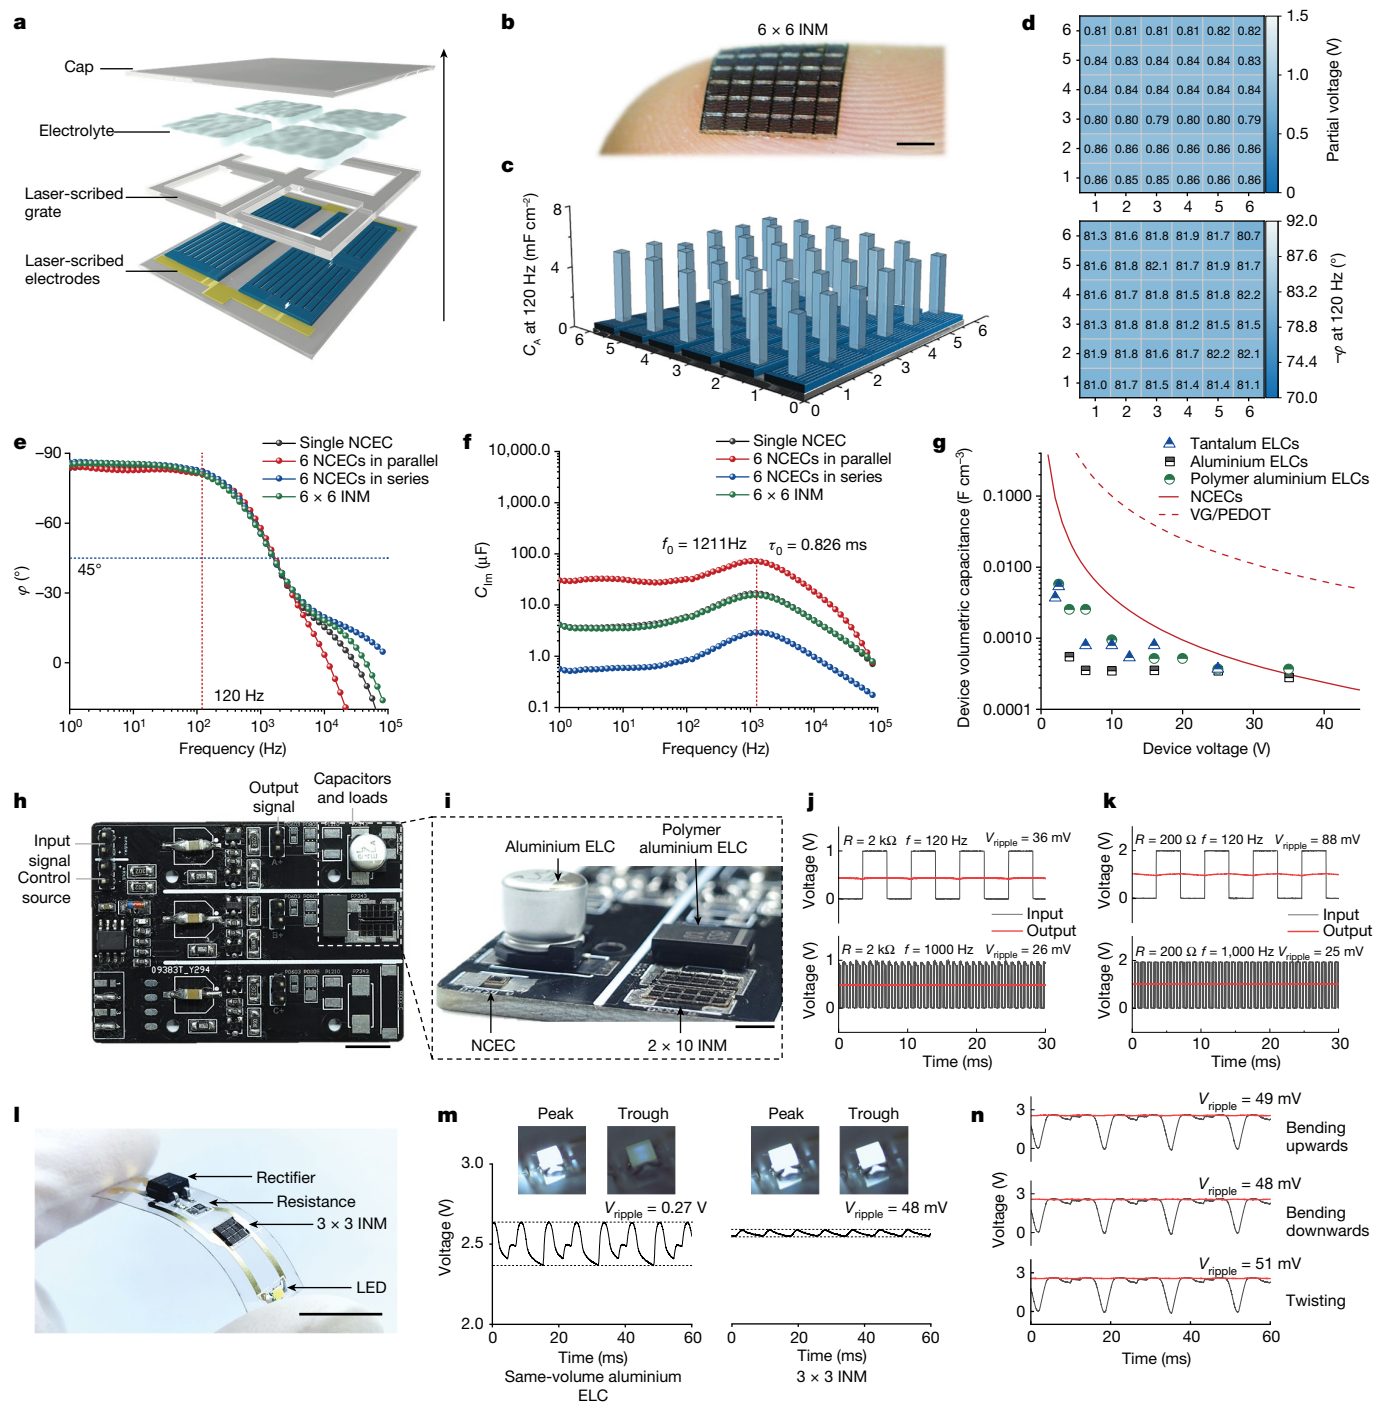 a
Cap
Electrolyte
Laser-scribed
grate
Laser-scribed
electrodes
b
6 × 6 INM
c
C_A at 120 Hz (mF cm⁻²)
8
4
0
6
5
4
3
2
1
0
0
1
2
3
4
5
6
d
6 0.81 0.81 0.81 0.81 0.82 0.82
5 0.84 0.83 0.84 0.84 0.84 0.83
4 0.84 0.84 0.84 0.84 0.84 0.84
3 0.80 0.80 0.79 0.80 0.80 0.80
2 0.86 0.86 0.86 0.86 0.86 0.86
1 0.86 0.85 0.85 0.86 0.86 0.86
1 2 3 4 5 6
1.5
1.0
0.5
0
Partial voltage (V)
6 81.3 81.6 81.8 81.9 81.7 80.7
5 81.6 81.8 82.1 81.7 81.9 81.7
4 81.6 81.7 81.8 81.5 81.8 82.2
3 81.3 81.8 81.8 81.2 81.5 81.5
2 81.9 81.8 81.6 81.7 82.2 82.1
1 81.0 81.7 81.5 81.4 81.4 81.1
1 2 3 4 5 6
92.0
87.6
83.2
78.8
74.4
70.0
−φ at 120 Hz (°)
e
Single NCEC
6 NCECs in parallel
6 NCECs in series
6 × 6 INM
−90
−60
−30
0
φ (°)
45°
120 Hz
10⁰ 10¹ 10² 10³ 10⁴ 10⁵
Frequency (Hz)
f
Single NCEC
6 NCECs in parallel
6 NCECs in series
6 × 6 INM
10,000.0
1,000.0
100.0
10.0
1.0
0.1
C_Im (μF)
f₀ = 1211Hz τ₀ = 0.826 ms
10⁰ 10¹ 10² 10³ 10⁴ 10⁵
Frequency (Hz)
g
Tantalum ELCs
Aluminium ELCs
Polymer aluminium ELCs
NCECs
VG/PEDOT
0.1000
0.0100
0.0010
0.0001
Device volumetric capacitance (F cm⁻³)
0 10 20 30 40
Device voltage (V)
h
Input
signal
Control
source
Output
signal
Capacitors
and loads
09383T_Y294
A+
B+
C+
i
Aluminium ELC
Polymer
aluminium ELC
NCEC
2 × 10 INM
j
R = 2 kΩ f = 120 Hz V_ripple = 36 mV
1
0
Voltage (V)
Input
Output
R = 2 kΩ f = 1000 Hz V_ripple = 26 mV
1
0
Voltage (V)
0 10 20 30
Time (ms)
k
R = 200 Ω f = 120 Hz V_ripple = 88 mV
2
1
0
Voltage (V)
Input
Output
R = 200 Ω f = 1,000 Hz V_ripple = 25 mV
2
1
0
Voltage (V)
0 10 20 30
Time (ms)
l
Rectifier
Resistance
3 × 3 INM
LED
m
Peak Trough
V_ripple = 0.27 V
3.0
2.5
2.0
Voltage (V)
0 20 40 60
Time (ms)
Same-volume aluminium
ELC
Peak Trough
V_ripple = 48 mV
0 20 40 60
Time (ms)
3 × 3 INM
n
V_ripple = 49 mV
3
0
Bending
upwards
V_ripple = 48 mV
3
0
Bending
downwards
Voltage (V)
V_ripple = 51 mV
3
0
Twisting
0 20 40 60
Time (ms)